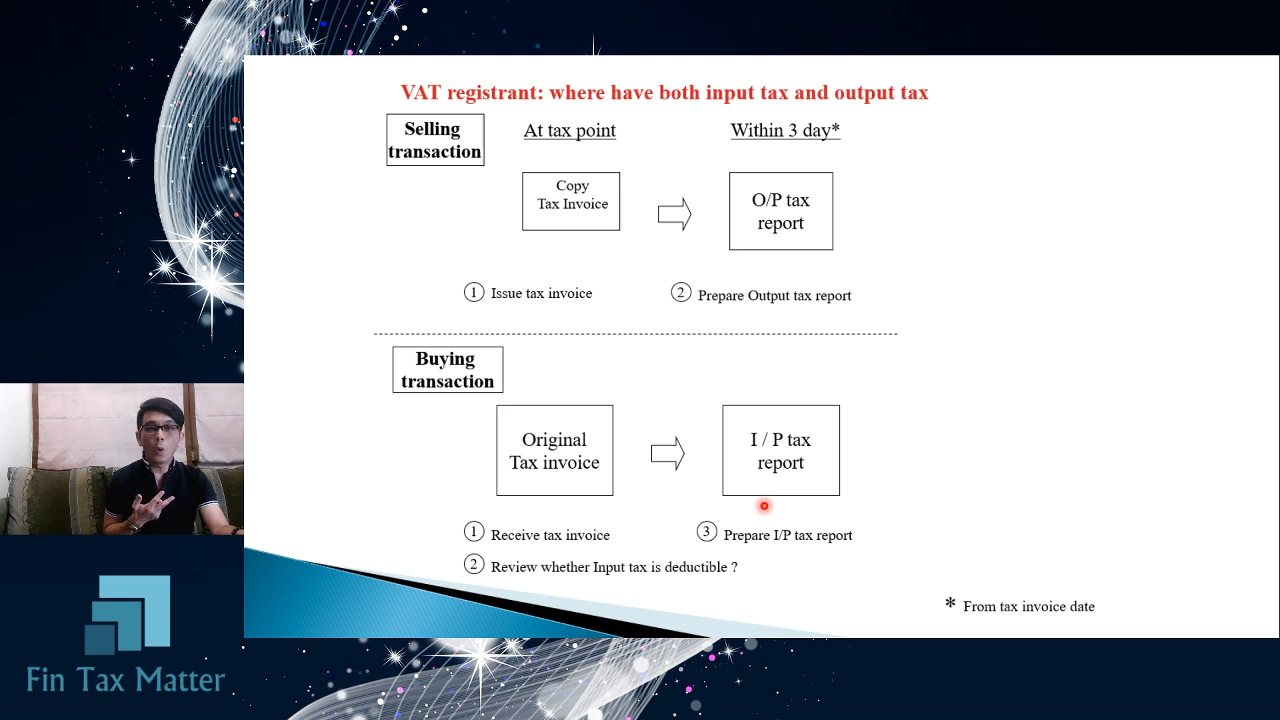 VAT registrant: where have both input tax and output tax
Selling
transaction
At tax point
Within 3 day*
Copy
Tax Invoice
O/P tax
report
① Issue tax invoice
② Prepare Output tax report
Buying
transaction
Original
Tax invoice
I / P tax
report
① Receive tax invoice
③ Prepare I/P tax report
② Review whether Input tax is deductible ?
* From tax invoice date
Fin Tax Matter